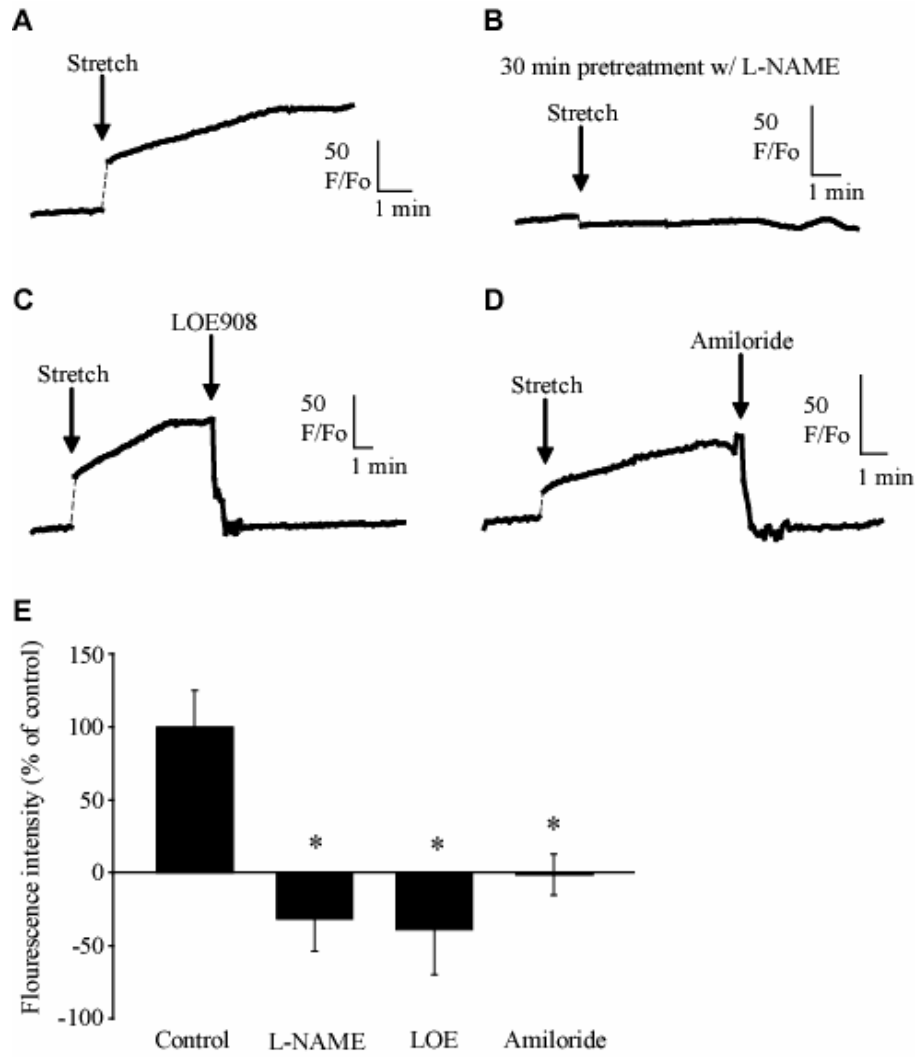 A
Stretch
50
F/Fo
1 min
B
30 min pretreatment w/ L-NAME
Stretch
50
F/Fo
1 min
C
LOE908
Stretch
50
F/Fo
1 min
D
Amiloride
Stretch
50
F/Fo
1 min
E
Flourescence intensity (% of control)
150
100
50
0
-50
-100
*
*
*
Control L-NAME LOE Amiloride